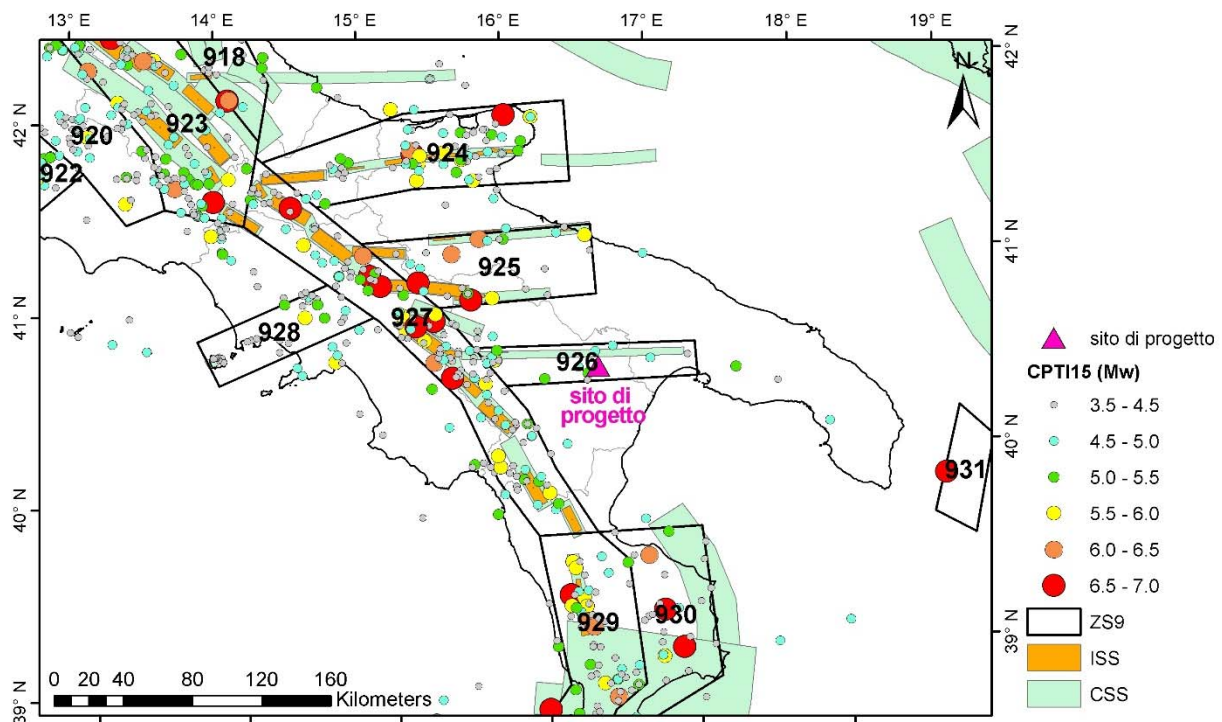 13° E 14° E 15° E 16° E 17° E 18° E 19° E
42° N
42° N
41° N
41° N
40° N
40° N
39° N
39° N
N
918
923
920
922
924
925
927
928
926
sito di
progetto
931
929
930
0 20 40 80 120 160
Kilometers
sito di progetto
CPTI15 (Mw)
3.5 - 4.5
4.5 - 5.0
5.0 - 5.5
5.5 - 6.0
6.0 - 6.5
6.5 - 7.0
ZS9
ISS
CSS